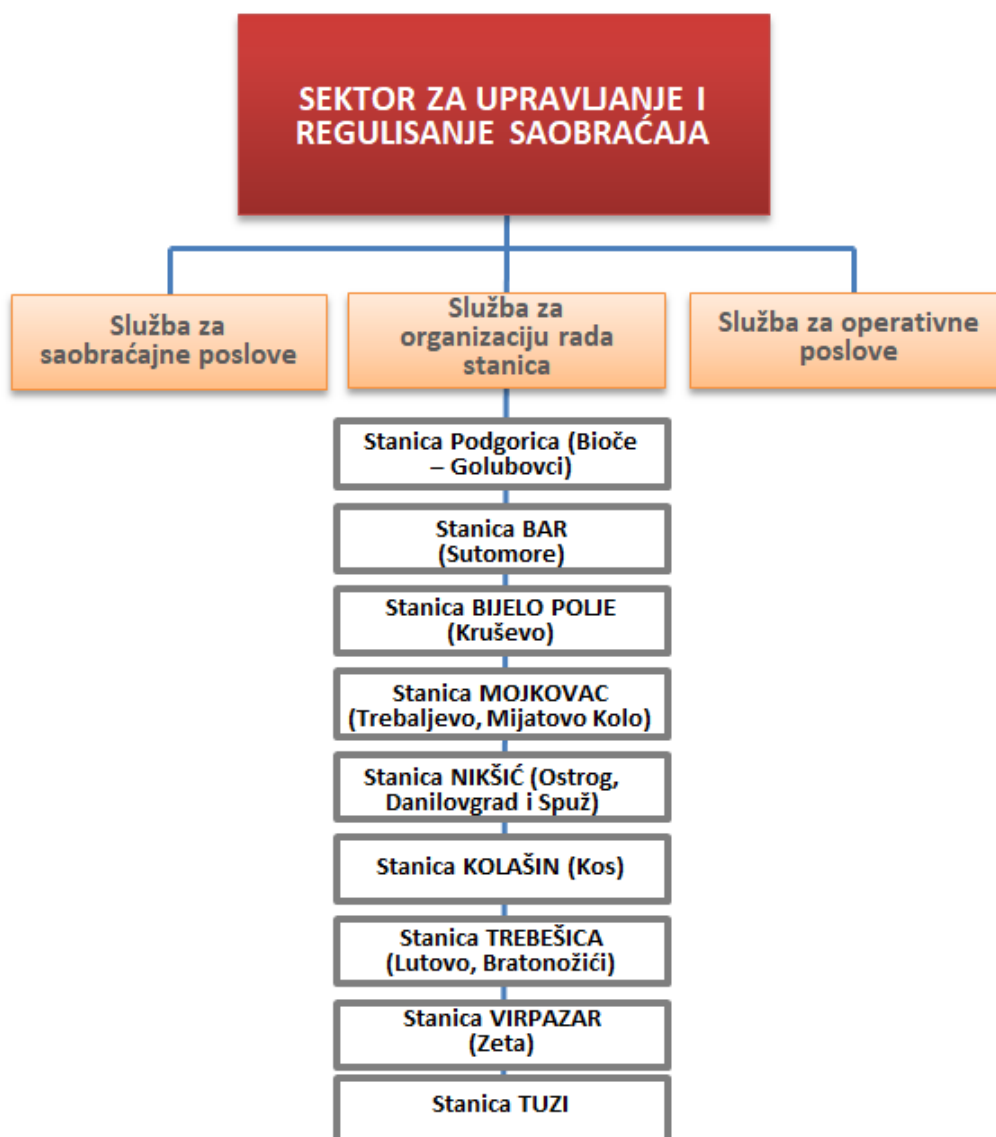 SEKTOR ZA UPRAVLJANJE I
REGULISANJE SAOBRAĆAJA
Služba za
saobraćajne poslove
Služba za
organizaciju rada
stanica
Služba za operativne
poslove
Stanica Podgorica (Bioče
– Golubovci)
Stanica BAR
(Sutomore)
Stanica BIJELO POLJE
(Kruševo)
Stanica MOJKOVAC
(Trebaljevo, Mijatovo Kolo)
Stanica NIKŠIĆ (Ostrog,
Danilovgrad i Spuž)
Stanica KOLAŠIN (Kos)
Stanica TREBEŠICA
(Lutovo, Bratonožići)
Stanica VIRPAZAR
(Zeta)
Stanica TUZI